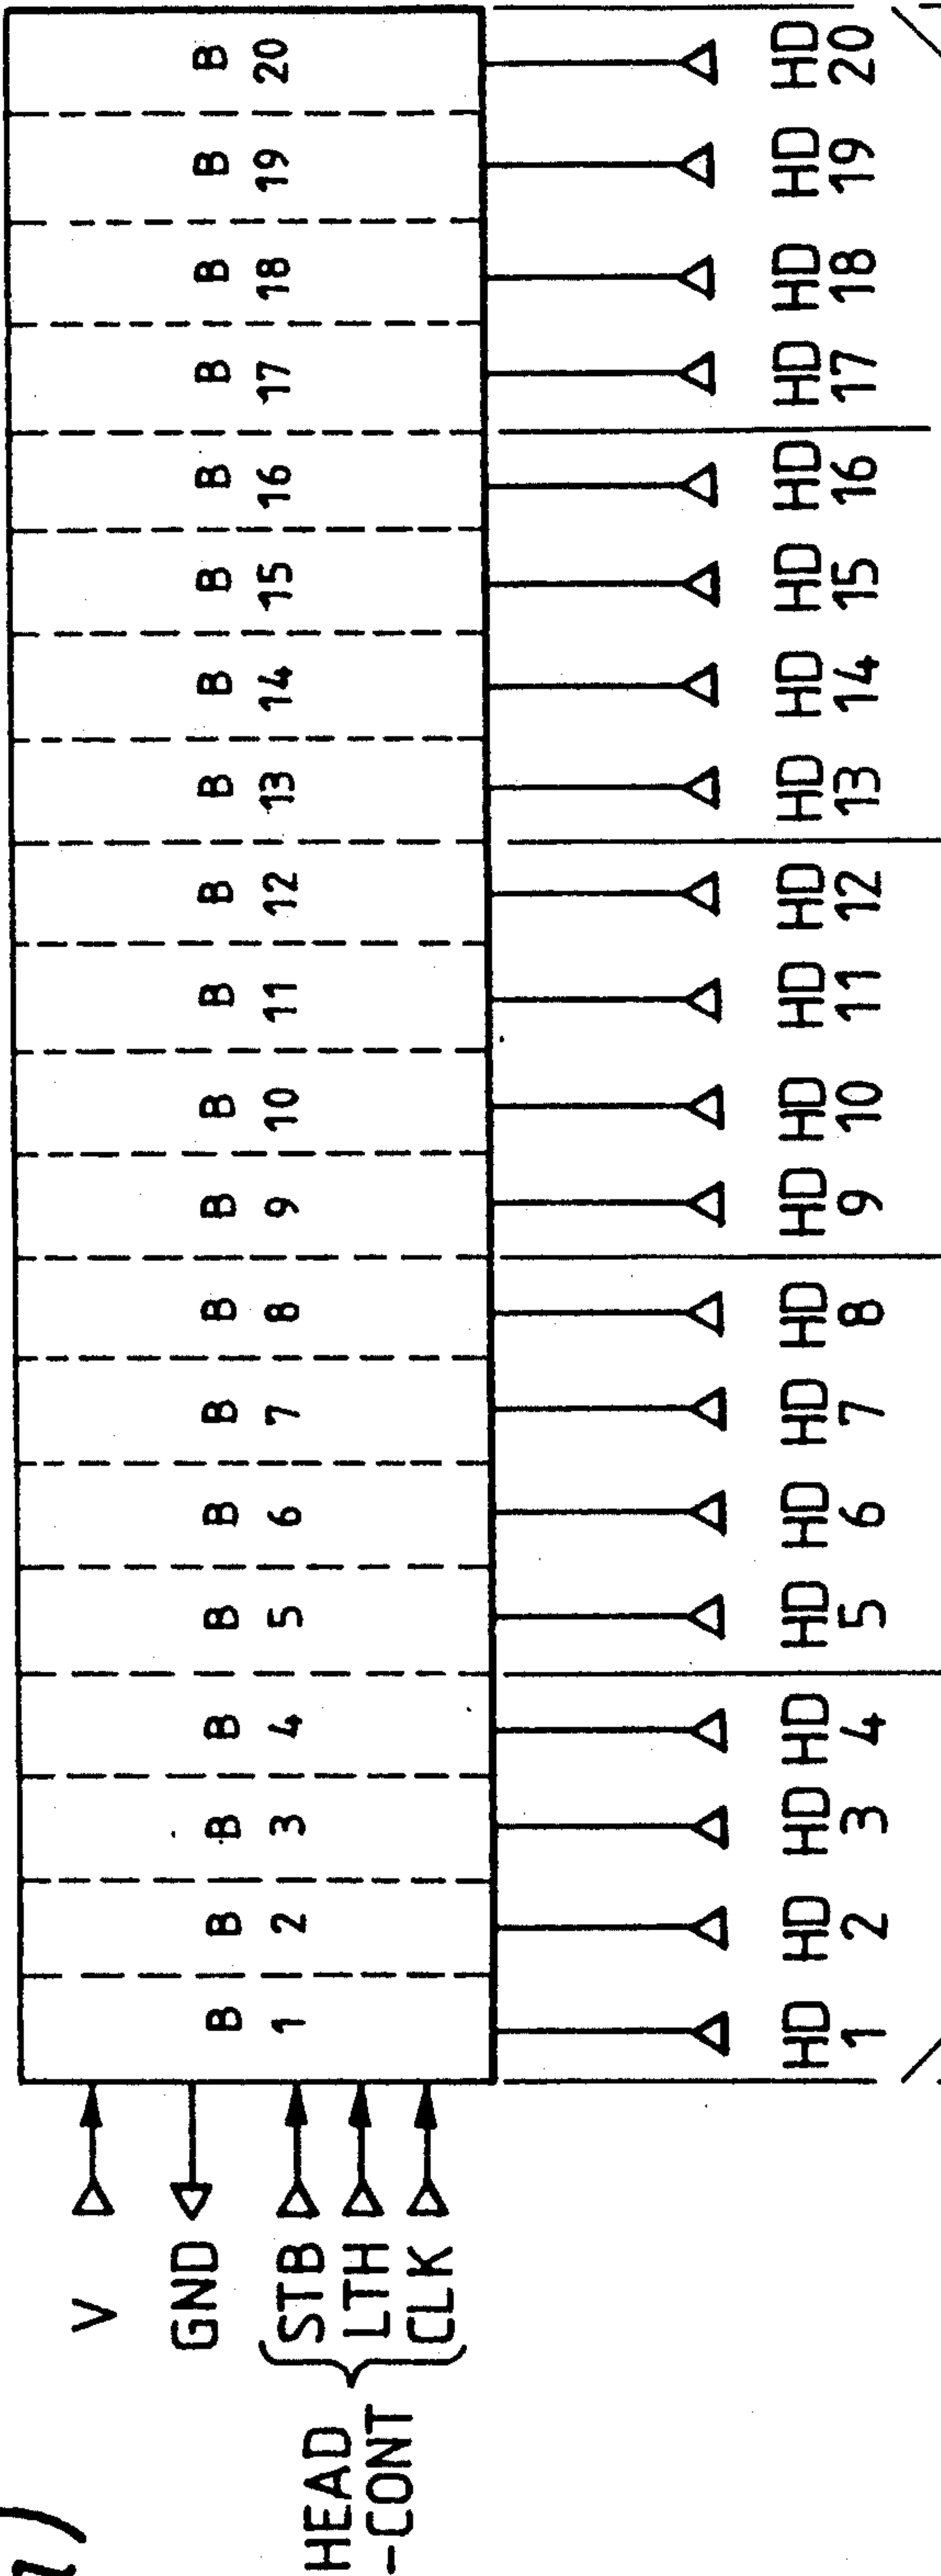 V
GND
STB
LTH
CLK
HEAD
-CONT
B B B B B B B B B B B B B B B B B B B B
1 2 3 4 5 6 7 8 9 10 11 12 13 14 15 16 17 18 19 20
HD HD HD HD HD HD HD HD HD HD HD HD HD HD HD HD HD HD HD HD
1 2 3 4 5 6 7 8 9 10 11 12 13 14 15 16 17 18 19 20